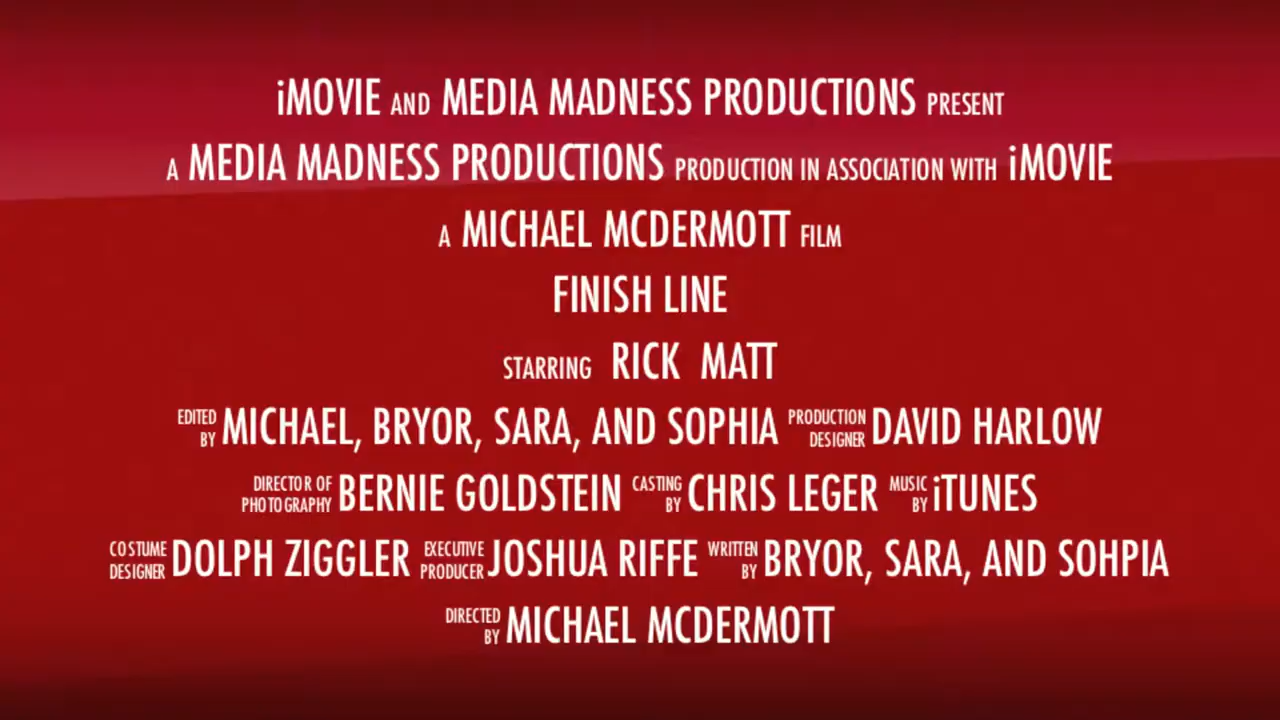 iMOVIE AND MEDIA MADNESS PRODUCTIONS PRESENT
A MEDIA MADNESS PRODUCTIONS PRODUCTION IN ASSOCIATION WITH iMOVIE
A MICHAEL MCDERMOTT FILM
FINISH LINE
STARRING RICK MATT
EDITED BY MICHAEL, BRYOR, SARA, AND SOPHIA PRODUCTION DESIGNER DAVID HARLOW
DIRECTOR OF PHOTOGRAPHY BERNIE GOLDSTEIN CASTING BY CHRIS LEGER MUSIC BY iTUNES
COSTUME DESIGNER DOLPH ZIGGLER EXECUTIVE PRODUCER JOSHUA RIFFE WRITTEN BY BRYOR, SARA, AND SOHPIA
DIRECTED BY MICHAEL MCDERMOTT